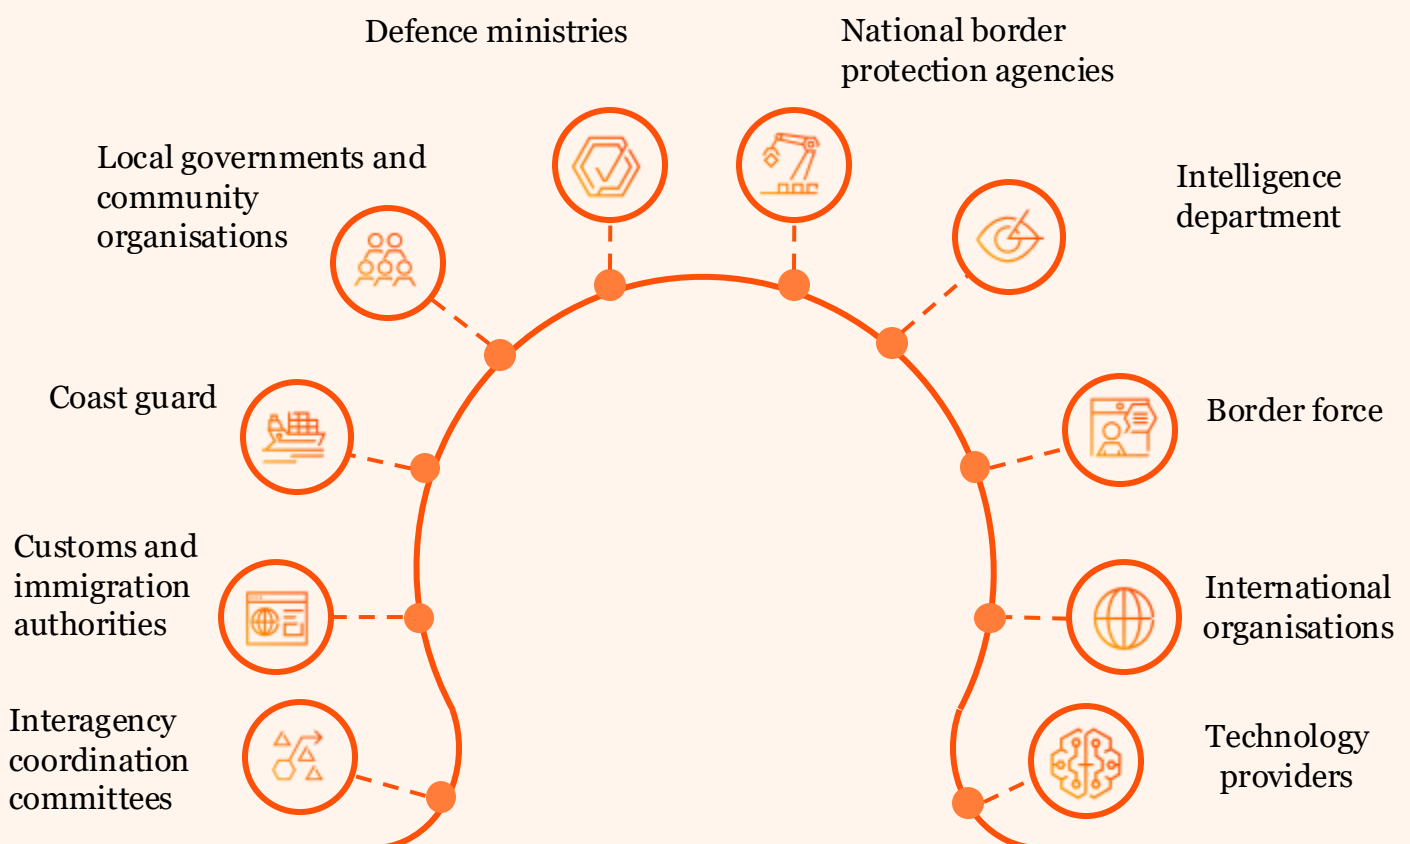 Defence ministries
National border
protection agencies
Local governments and
community
organisations
Intelligence
department
Coast guard
Border force
Customs and
immigration
authorities
International
organisations
Interagency
coordination
committees
Technology
providers